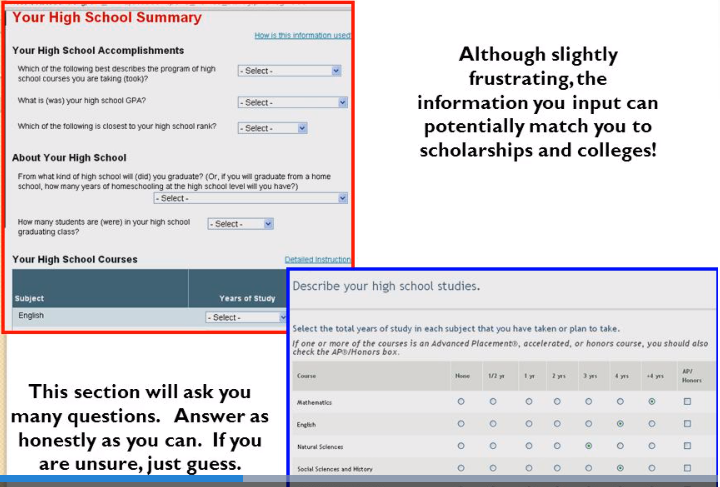 Your High School Summary
How is this information used
Your High School Accomplishments
Which of the following best describes the program of high
school courses you are taking (took)?
- Select -
What is (was) your high school GPA?
- Select -
Which of the following is closest to your high school rank?
- Select -
About Your High School
From what kind of high school will (did) you graduate? (Or, if you will graduate from a home
school, how many years of homeschooling at the high school level will you have?)
- Select -
How many students are (were) in your high school
graduating class?
- Select -
Your High School Courses
Detailed Instruction
Subject
Years of Study
English
- Select -
Although slightly
frustrating, the
information you input can
potentially match you to
scholarships and colleges!
This section will ask you
many questions. Answer as
honestly as you can. If you
are unsure, just guess.
Describe your high school studies.
Select the total years of study in each subject that you have taken or plan to take.
If one or more of the courses is an Advanced Placement®, accelerated, or honors course, you should also
check the AP®/Honors box.
Course None 1/2 yr 1 yr 2 yrs 3 yrs 4 yrs +4 yrs AP/
Honors
Mathematics
English
Natural Sciences
Social Sciences and History